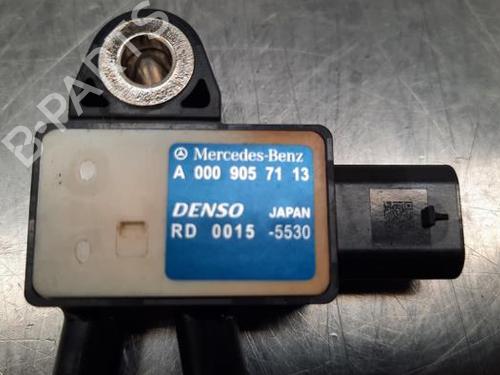 B-PARTS
Mercedes-Benz
A 000 905 71 13
DENSO JAPAN
RD 0015 -5530